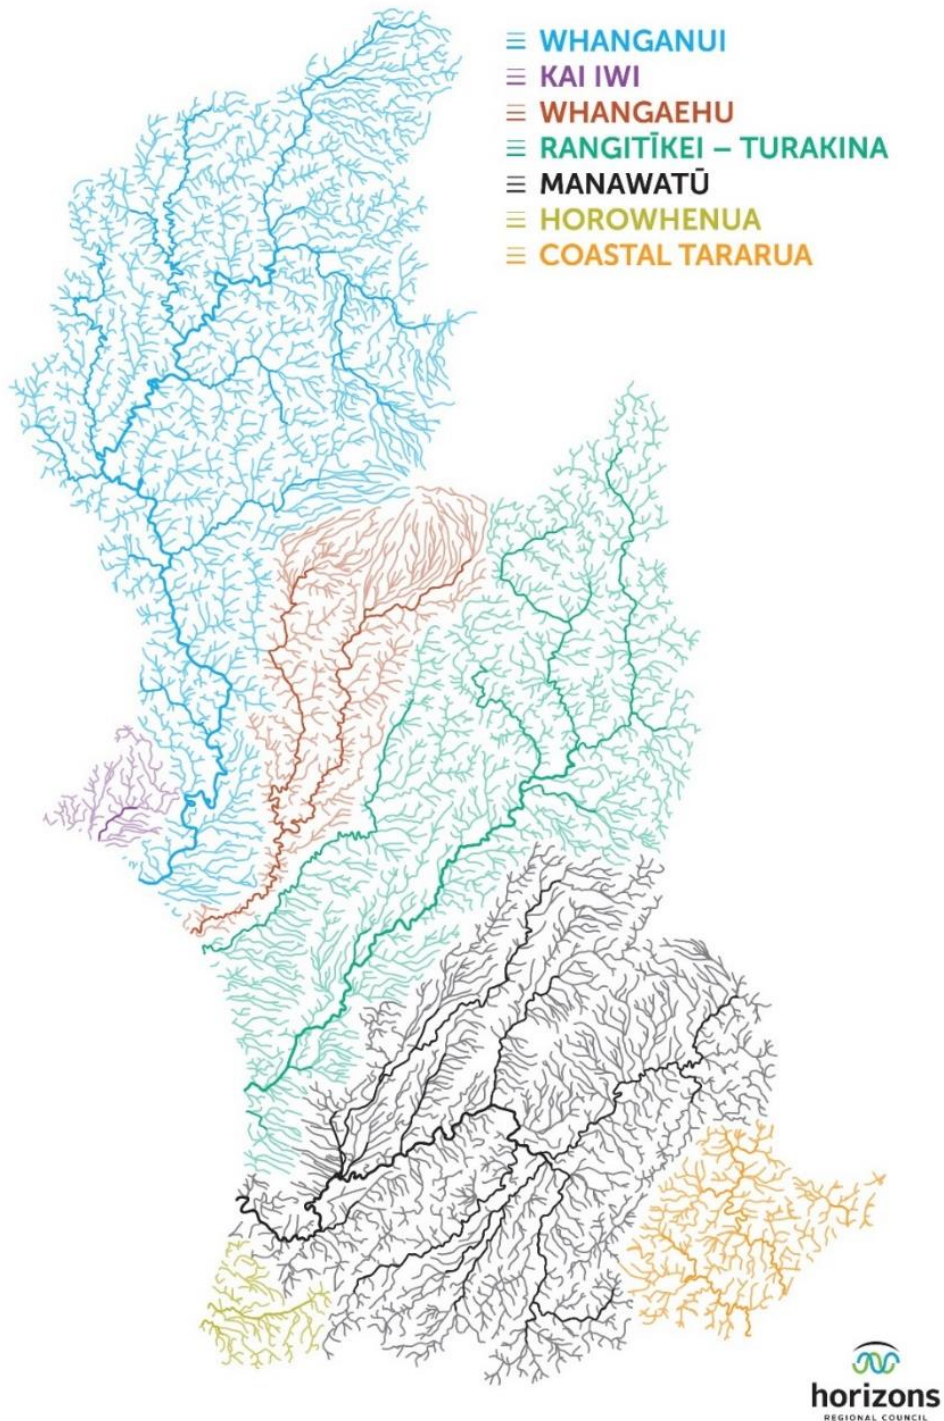 WHANGANUI
KAI IWI
WHANGAEHU
RANGITĪKEI – TURAKINA
MANAWATŪ
HOROWHENUA
COASTAL TARARUA
horizons
REGIONAL COUNCIL